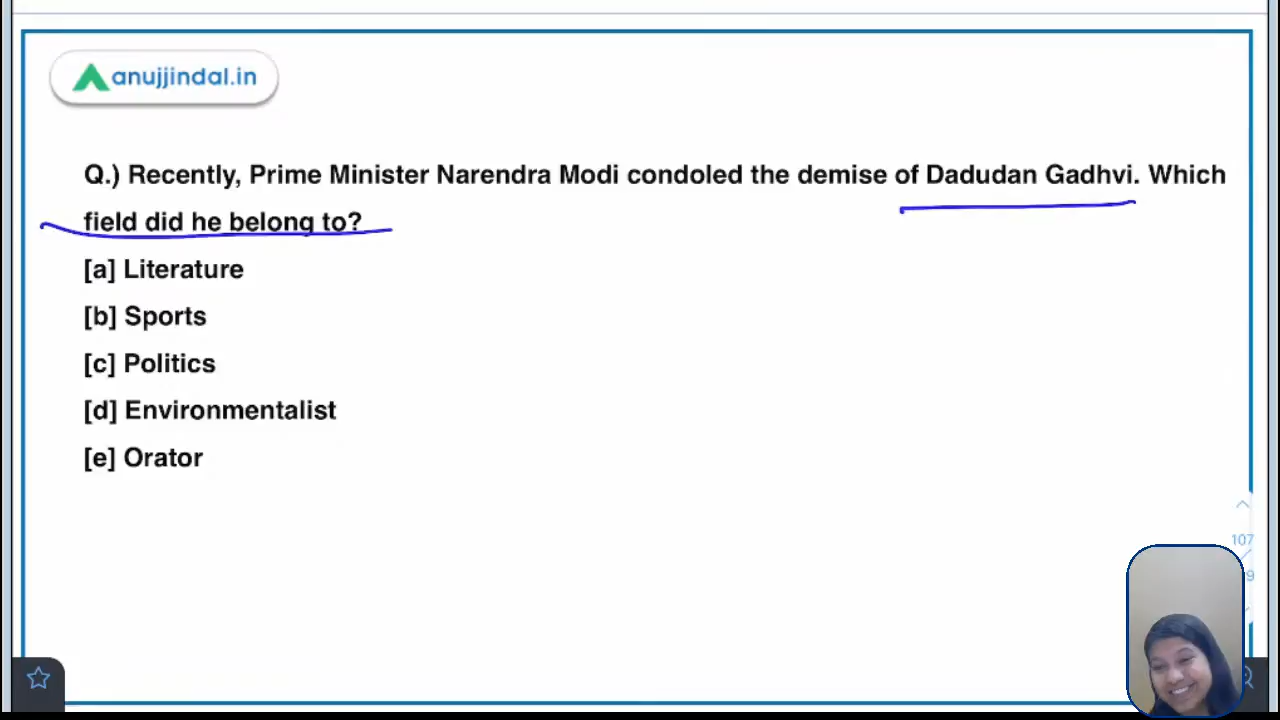 anujjindal.in
Q.) Recently, Prime Minister Narendra Modi condoled the demise of Dadudan Gadhvi. Which
field did he belong to?
[a] Literature
[b] Sports
[c] Politics
[d] Environmentalist
[e] Orator
107